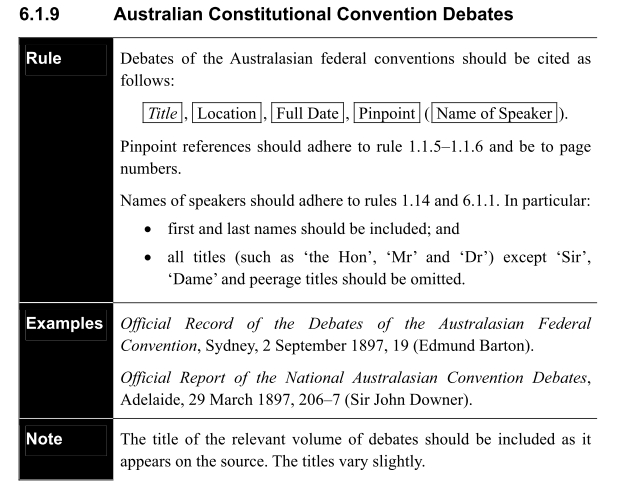 6.1.9 Australian Constitutional Convention Debates
Rule
Debates of the Australasian federal conventions should be cited as
follows:
Title , Location , Full Date , Pinpoint ( Name of Speaker ).
Pinpoint references should adhere to rule 1.1.5–1.1.6 and be to page
numbers.
Names of speakers should adhere to rules 1.14 and 6.1.1. In particular:
• first and last names should be included; and
• all titles (such as ‘the Hon’, ‘Mr’ and ‘Dr’) except ‘Sir’,
‘Dame’ and peerage titles should be omitted.
Examples
Official Record of the Debates of the Australasian Federal
Convention, Sydney, 2 September 1897, 19 (Edmund Barton).
Official Report of the National Australasian Convention Debates,
Adelaide, 29 March 1897, 206–7 (Sir John Downer).
Note
The title of the relevant volume of debates should be included as it
appears on the source. The titles vary slightly.